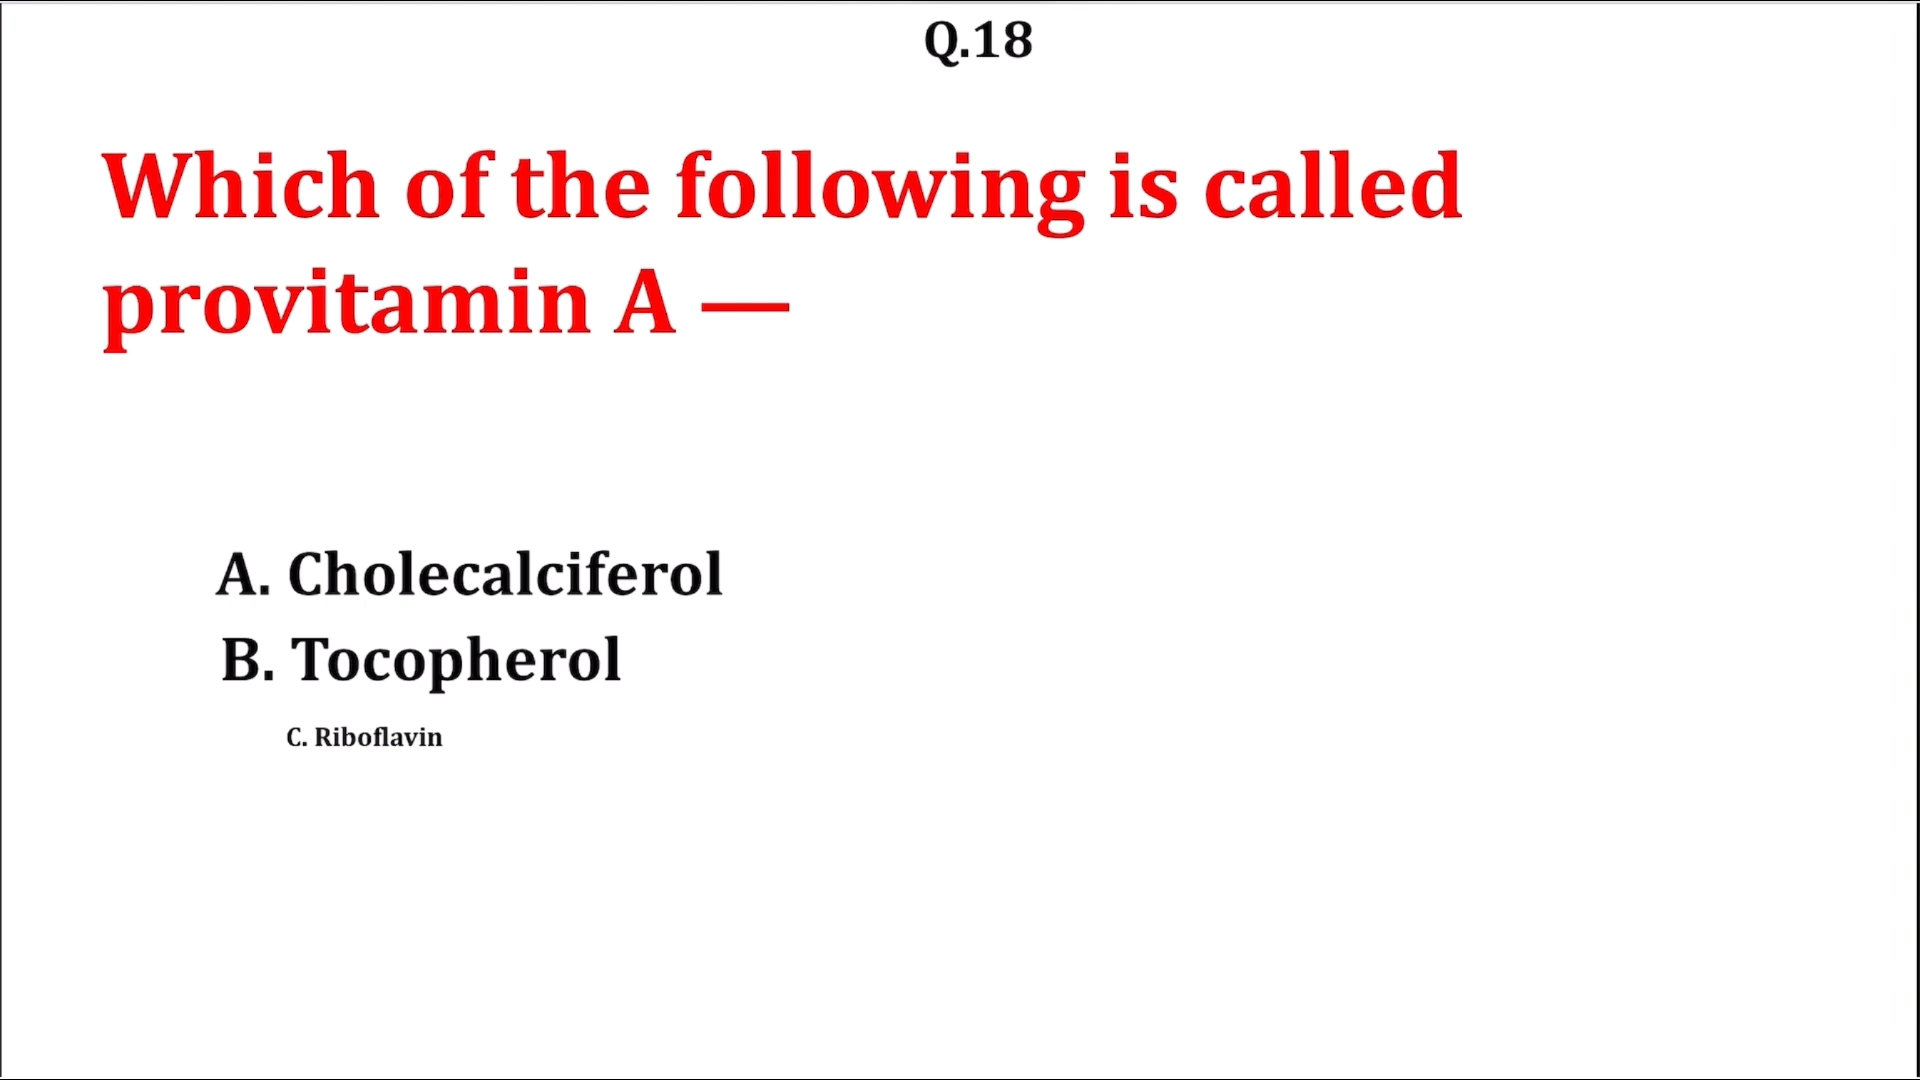 Q.18
Which of the following is called
provitamin A —
A. Cholecalciferol
B. Tocopherol
C. Riboflavin